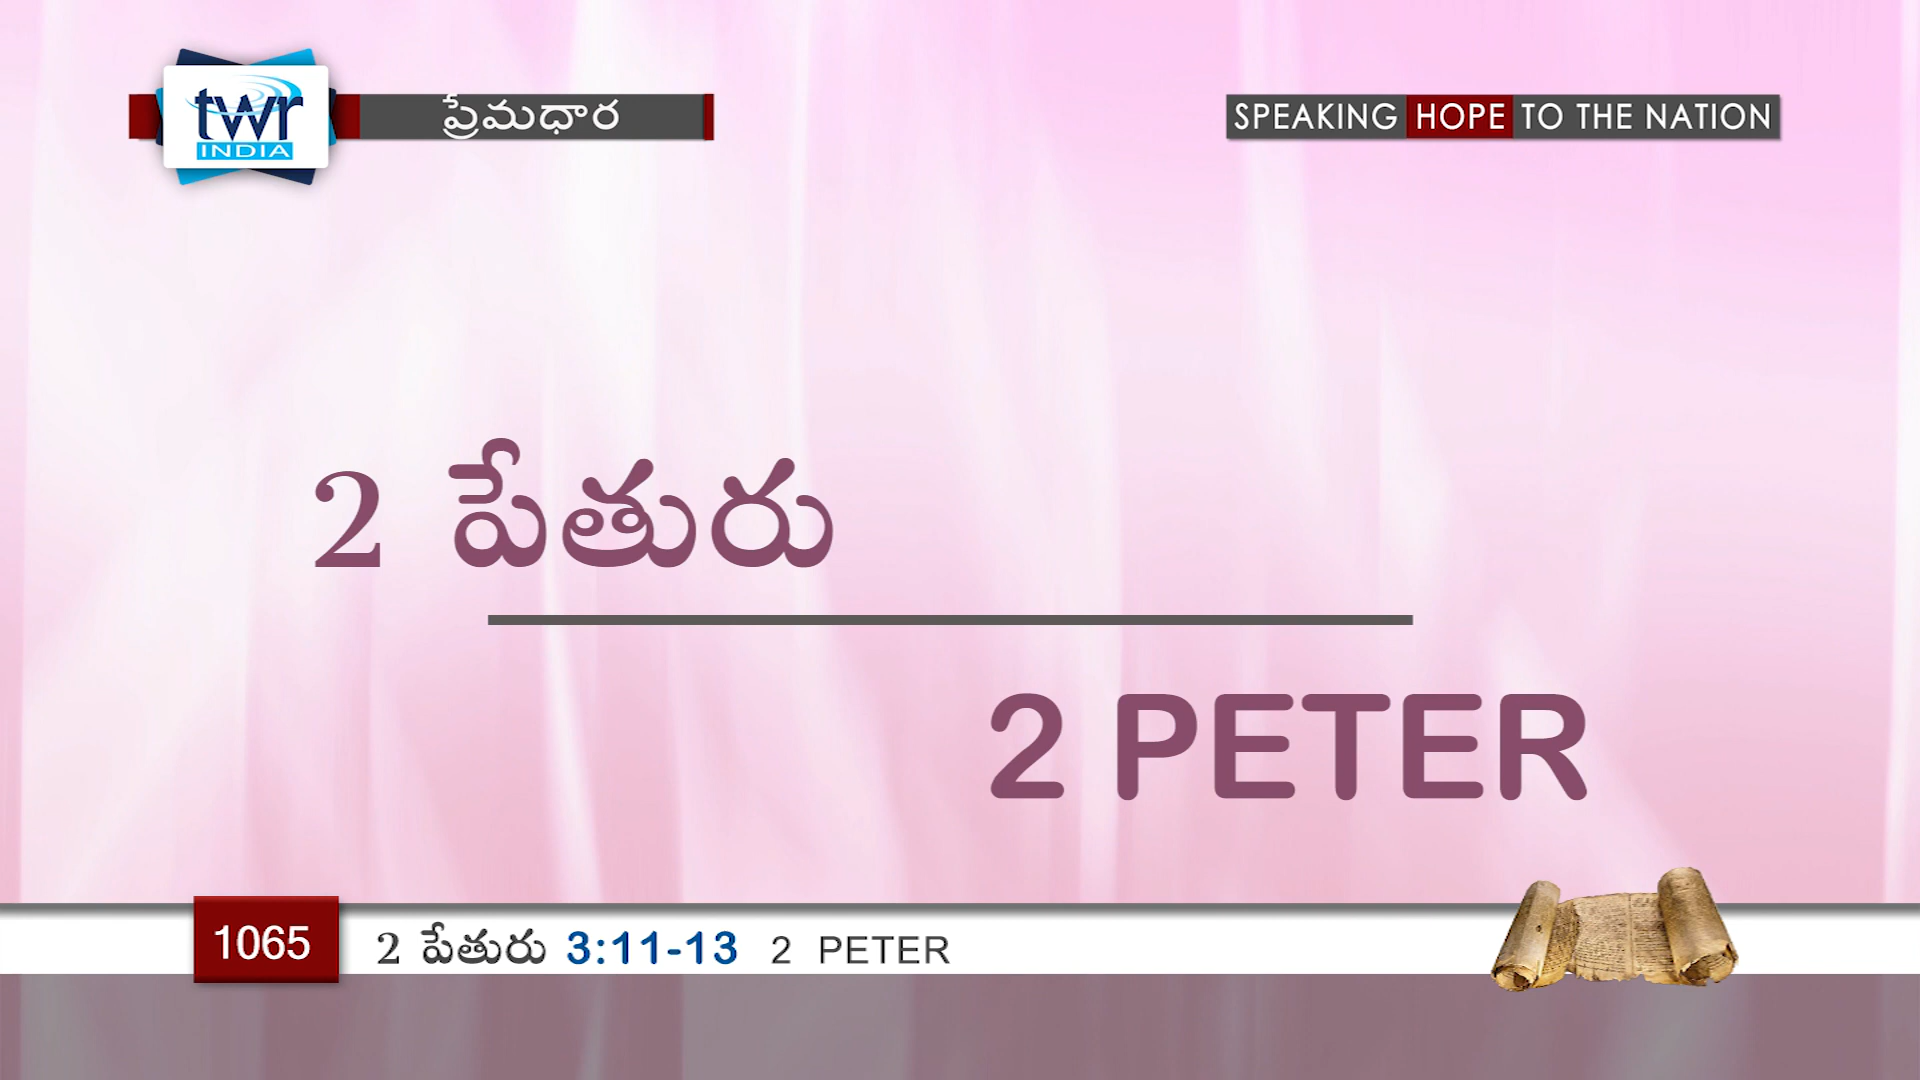 twr
INDIA
ప్రేమధార
SPEAKING HOPE TO THE NATION
2 పేతురు
2 PETER
1065
2 పేతురు 3:11-13 2 PETER